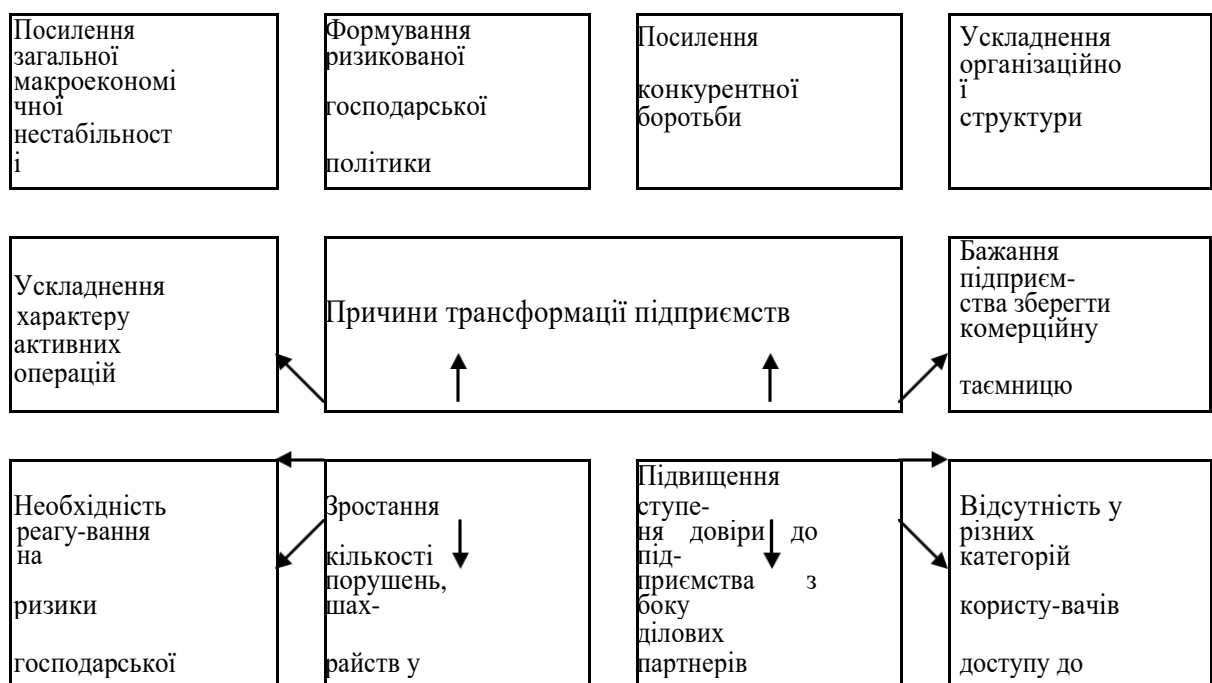 Посилення
загальної
макроекономі
чної
нестабільност
і
Формування
ризикованої
господарської
політики
Посилення
конкурентної
боротьби
Ускладнення
організаційно
ї
структури
Ускладнення
характеру
активних
операцій
Причини трансформації підприємств
Бажання
підприєм-
ства зберегти
комерційну
таємницю
Необхідність
реагу-вання
на
ризики
господарської
Зростання
кількості
порушень,
шах-
райств у
Підвищення
ступе-
ня довіри до
під-
приємства з
боку
ділових
партнерів
Відсутність у
різних
категорій
користу-вачів
доступу до